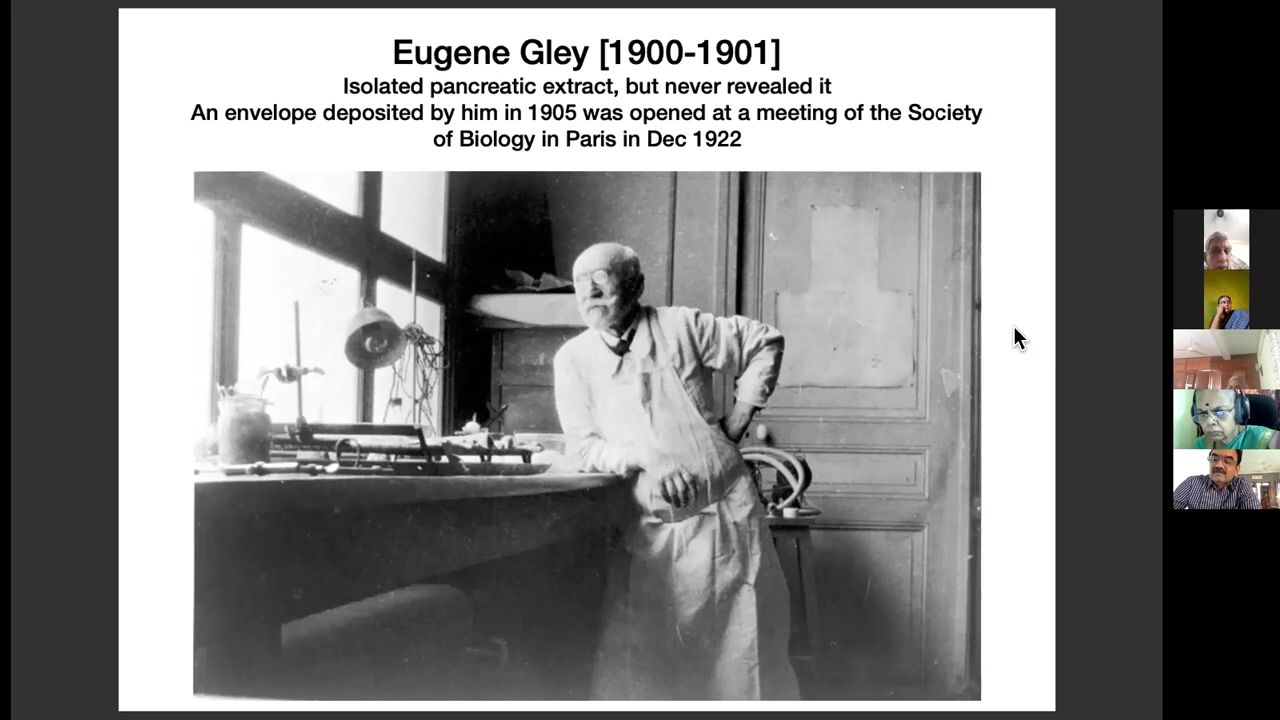 Eugene Gley [1900-1901]
Isolated pancreatic extract, but never revealed it
An envelope deposited by him in 1905 was opened at a meeting of the Society
of Biology in Paris in Dec 1922